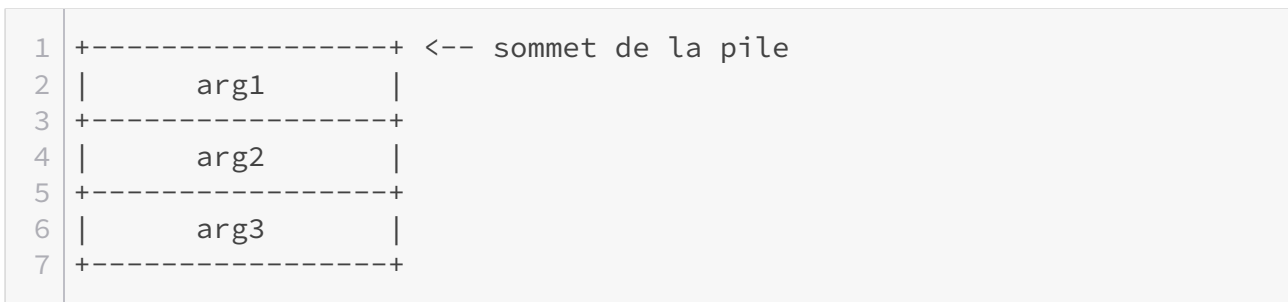 1 +-----------------+ <-- sommet de la pile
2 |      arg1       |
3 +-----------------+
4 |      arg2       |
5 +-----------------+
6 |      arg3       |
7 +-----------------+